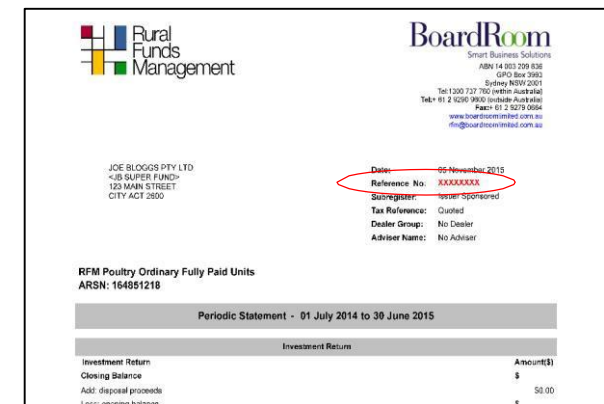 Rural
Funds
Management
BoardRoom
Smart Business Solutions
ABN 14 003 209 836
GPO Box 3993
Sydney NSW 2001
Tel: 1300 737 760 (within Australia)
Tel:+ 61 2 9290 9600 (outside Australia)
Fax:+ 61 2 9279 0664
www.boardroomlimited.com.au
rfm@boardroomlimited.com.au
JOE BLOGGS PTY LTD
<JB SUPER FUND>
123 MAIN STREET
CITY ACT 2600
Date: 05 November 2015
Reference No: XXXXXXXX
Subregister: Issuer Sponsored
Tax Reference: Quoted
Dealer Group: No Dealer
Adviser Name: No Adviser
RFM Poultry Ordinary Fully Paid Units
ARSN: 164851218
Periodic Statement - 01 July 2014 to 30 June 2015
Investment Return
Investment Return Amount($)
Closing Balance $
Add: disposal proceeds $0.00
Less: opening balance $